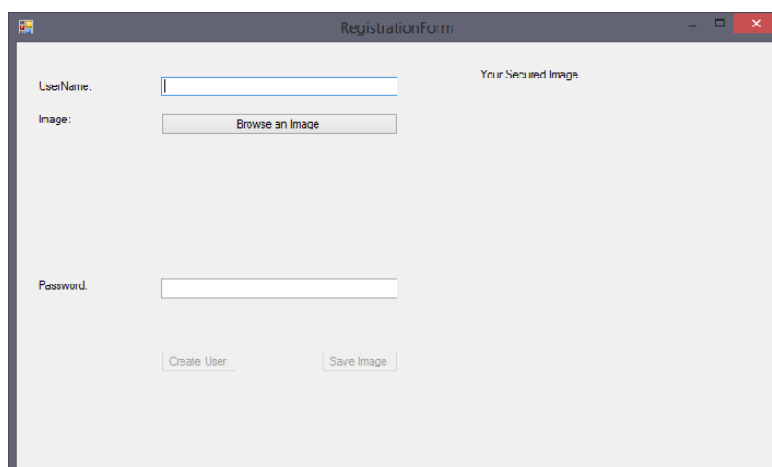 RegistrationForm
UserName:
Your Secured Image
Image:
Browse an Image
Password:
Create User
Save Image